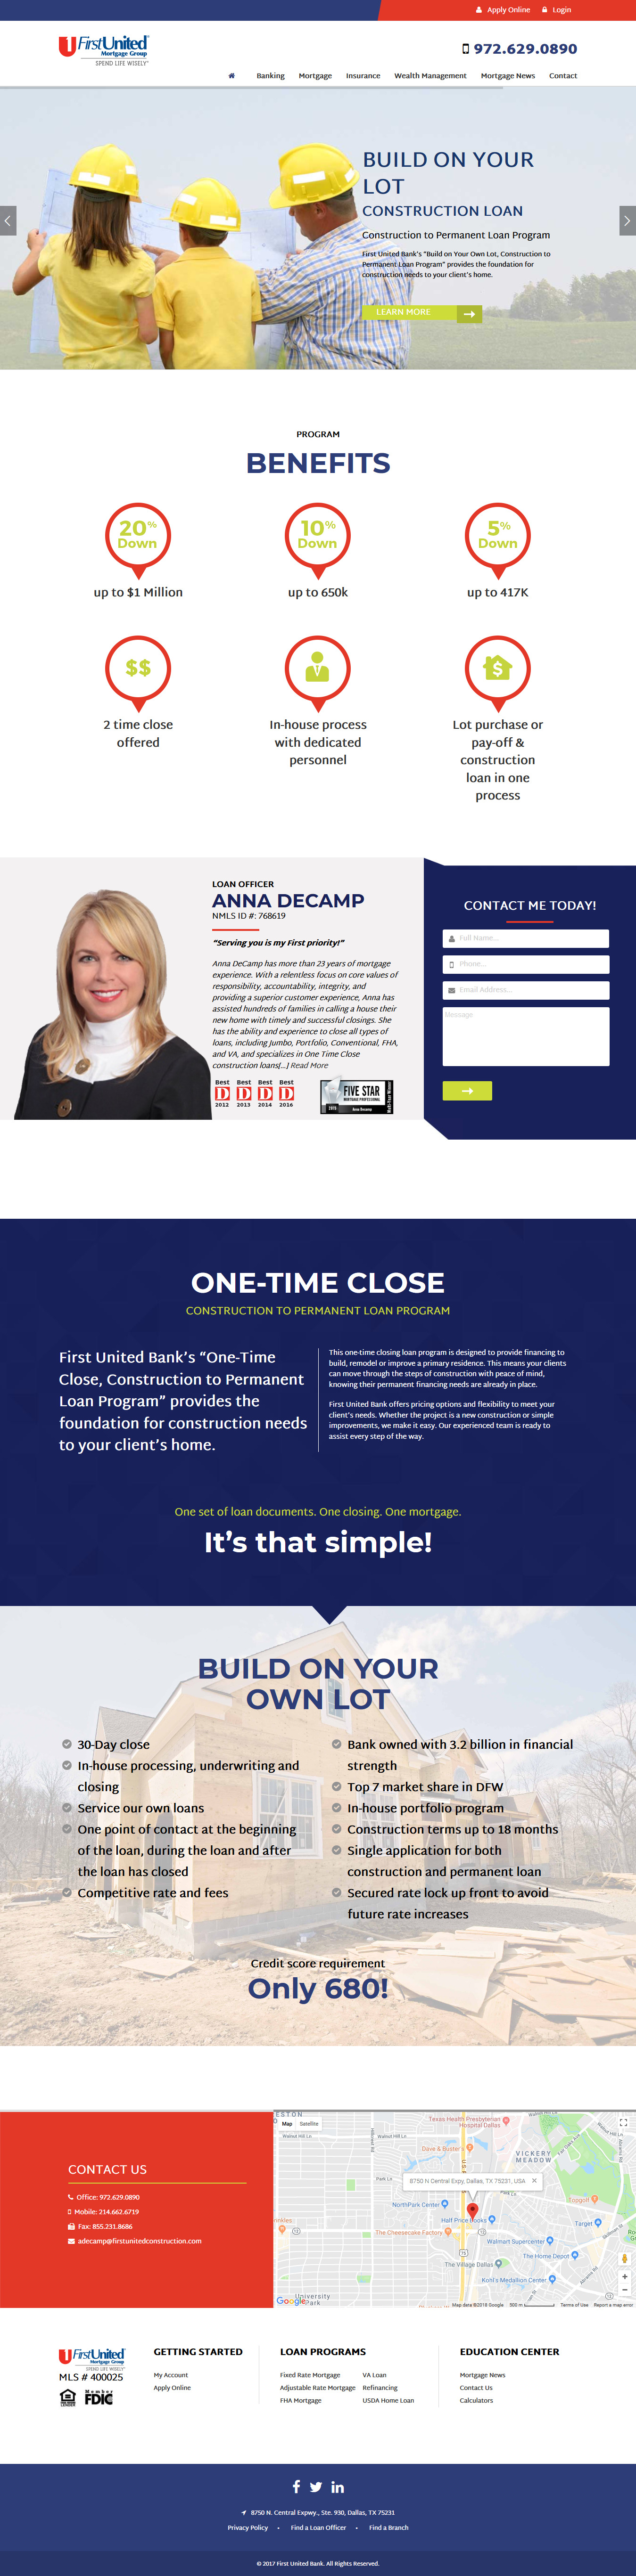 Apply Online Login
FirstUnited
Mortgage Group
SPEND LIFE WISELY™
972.629.0890
Banking Mortgage Insurance Wealth Management Mortgage News Contact
BUILD ON YOUR
LOT
CONSTRUCTION LOAN
Construction to Permanent Loan Program
First United Bank's "Build on Your Own Lot, Construction to
Permanent Loan Program" provides the foundation for
construction needs to your client's home.
LEARN MORE
PROGRAM
BENEFITS
20% Down
10% Down
5% Down
up to $1 Million
up to 650k
up to 417K
$$
2 time close
offered
In-house process
with dedicated
personnel
Lot purchase or
pay-off &
construction
loan in one
process
LOAN OFFICER
ANNA DECAMP
NMLS ID #: 768619
"Serving you is my First priority!"
Anna DeCamp has more than 23 years of mortgage
experience. With a relentless focus on core values of
responsibility, accountability, integrity, and
providing a superior customer experience, Anna has
assisted hundreds of families in calling a house their
new home with timely and successful closings. She
has the ability and experience to close all types of
loans, including Jumbo, Portfolio, Conventional, FHA,
and VA, and specializes in One Time Close
construction loans[...] Read More
Best Best Best Best
D D D D
2012 2013 2014 2016
FIVE STAR
MORTGAGE PROFESSIONAL
Anna Decamp
CONTACT ME TODAY!
Full Name...
Phone...
Email Address...
Message
ONE-TIME CLOSE
CONSTRUCTION TO PERMANENT LOAN PROGRAM
First United Bank's "One-Time
Close, Construction to Permanent
Loan Program" provides the
foundation for construction needs
to your client's home.
This one-time closing loan program is designed to provide financing to
build, remodel or improve a primary residence. This means your clients
can move through the steps of construction with peace of mind,
knowing their permanent financing needs are already in place.
First United Bank offers pricing options and flexibility to meet your
client's needs. Whether the project is a new construction or simple
improvements, we make it easy. Our experienced team is ready to
assist every step of the way.
One set of loan documents. One closing. One mortgage.
It's that simple!
BUILD ON YOUR
OWN LOT
30-Day close
In-house processing, underwriting and
closing
Service our own loans
One point of contact at the beginning
of the loan, during the loan and after
the loan has closed
Competitive rate and fees
Bank owned with 3.2 billion in financial
strength
Top 7 market share in DFW
In-house portfolio program
Construction terms up to 18 months
Single application for both
construction and permanent loan
Secured rate lock up front to avoid
future rate increases
Credit score requirement
Only 680!
CONTACT US
Office: 972.629.0890
Mobile: 214.662.6719
Fax: 855.231.8686
adecamp@firstunitedconstruction.com
Map Satellite
Texas Health Presbyterian
Hospital Dallas
Walnut Hill Ln
Walnut Hill Ln
Dave & Buster's
VICKERY
MEADOW
Park Ln
8750 N Central Expy, Dallas, TX 75231, USA
NorthPark Center
Topgolf
Half Price Books
The Cheesecake Factory
Target
Walmart Supercenter
The Home Depot
The Village Dallas
Kohl's Medallion Center
University
Park
Google
Map data ©2018 Google 500 m Terms of Use Report a map error
FirstUnited
Mortgage Group
SPEND LIFE WISELY™
MLS # 400025
Member
FDIC
GETTING STARTED
My Account
Apply Online
LOAN PROGRAMS
Fixed Rate Mortgage VA Loan
Adjustable Rate Mortgage Refinancing
FHA Mortgage USDA Home Loan
EDUCATION CENTER
Mortgage News
Contact Us
Calculators
8750 N. Central Expwy., Ste. 930, Dallas, TX 75231
Privacy Policy • Find a Loan Officer • Find a Branch
© 2017 First United Bank. All Rights Reserved.